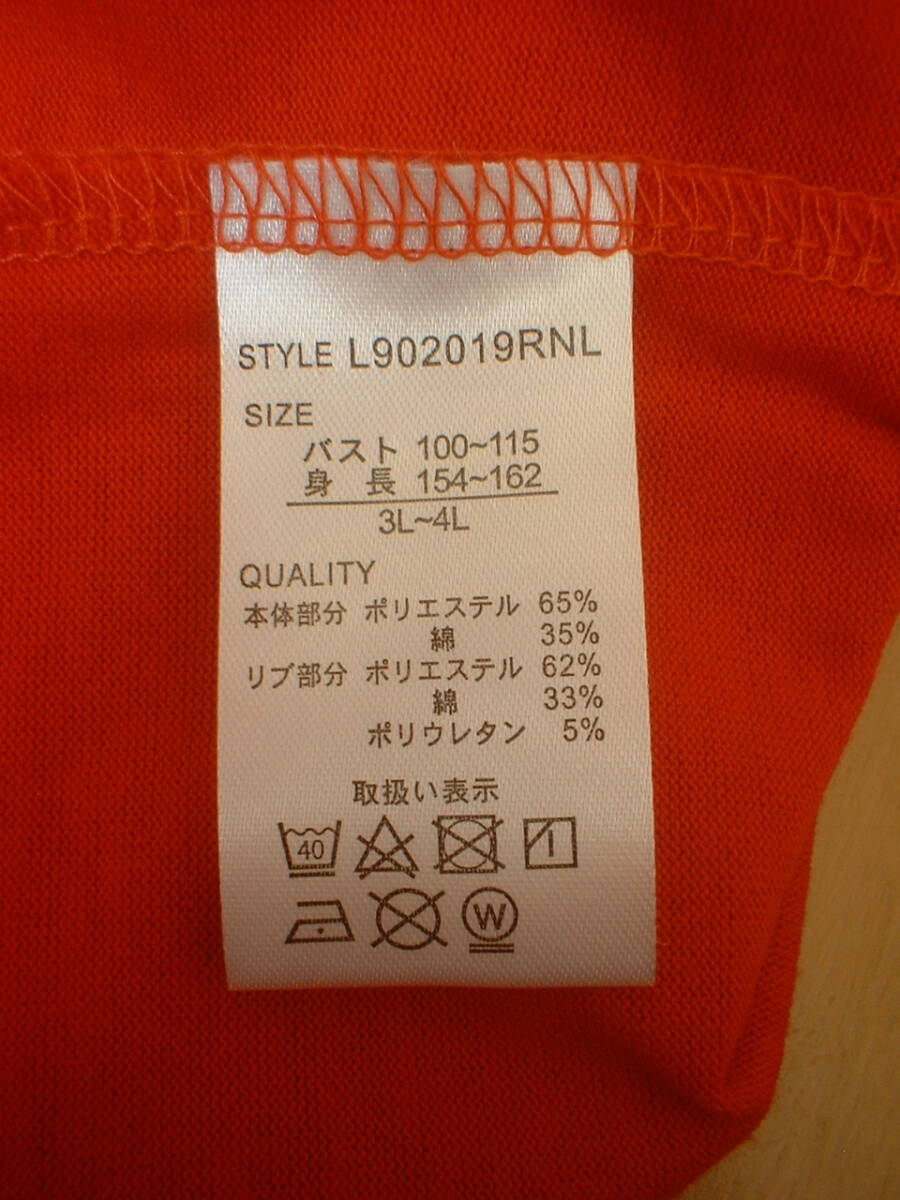 STYLE L902019RNL
SIZE
バスト 100~115
身 長 154~162
3L~4L
QUALITY
本体部分 ポリエステル 65%
綿 35%
リブ部分 ポリエステル 62%
綿 33%
ポリウレタン 5%
取扱い表示
40
W